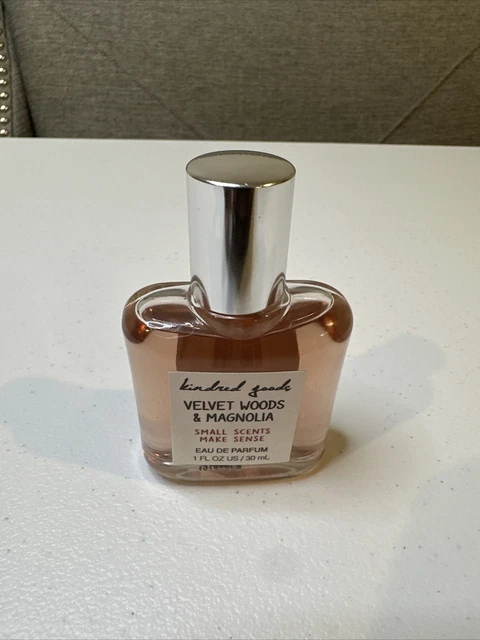 kindred goods
VELVET WOODS
& MAGNOLIA
SMALL SCENTS
MAKE SENSE
EAU DE PARFUM
1 FL OZ US / 30 mL